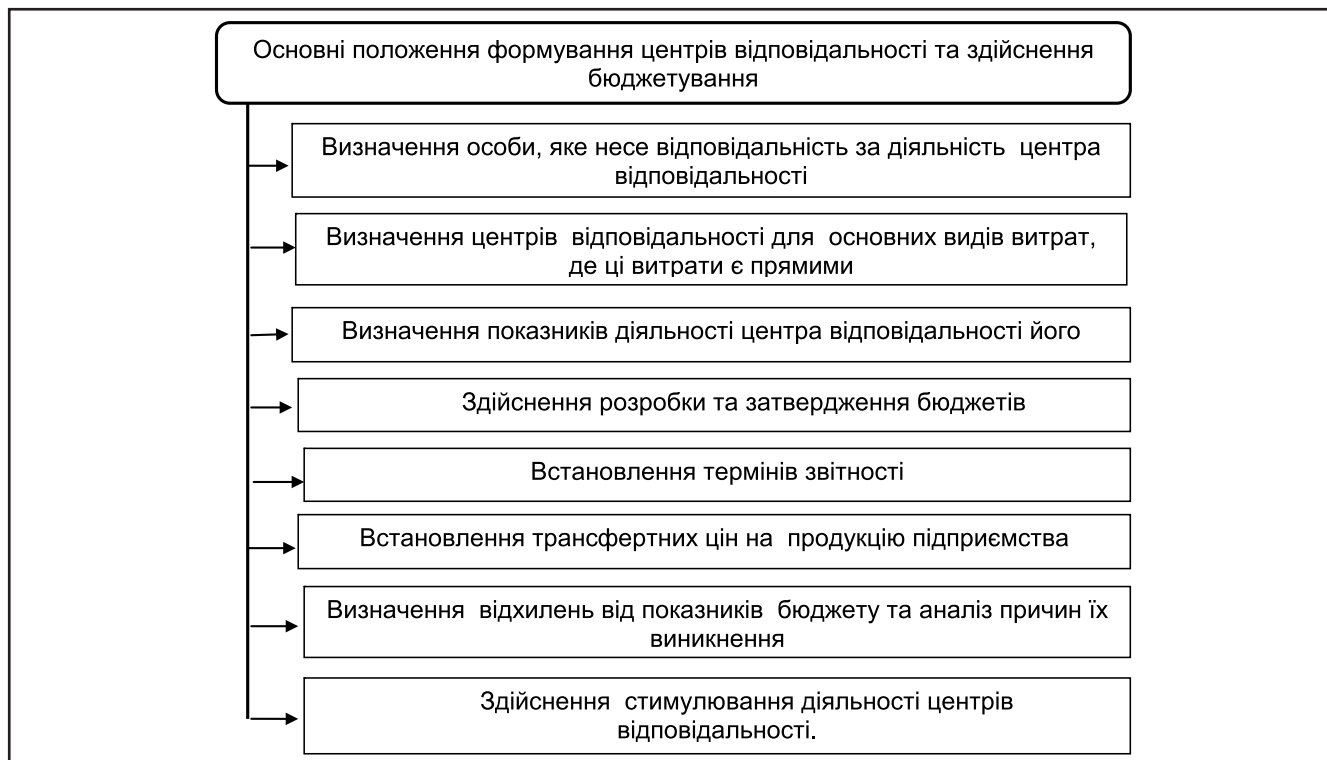 Основні положення формування центрів відповідальності та здійснення
бюджетування
Визначення особи, яке несе відповідальність за діяльність центра
відповідальності
Визначення центрів відповідальності для основних видів витрат,
де ці витрати є прямими
Визначення показників діяльності центра відповідальності його
Здійснення розробки та затвердження бюджетів
Встановлення термінів звітності
Встановлення трансфертних цін на продукцію підприємства
Визначення відхилень від показників бюджету та аналіз причин їх
виникнення
Здійснення стимулювання діяльності центрів
відповідальності.